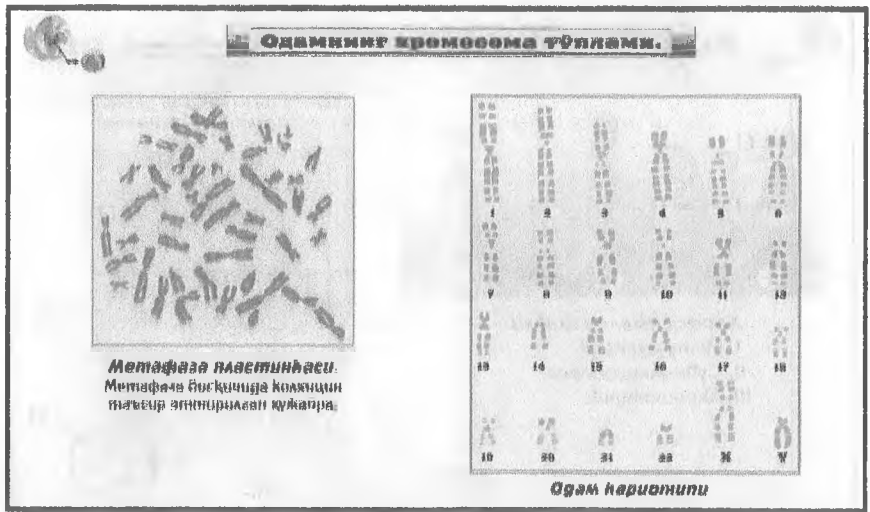 Одамнинг хромосома тўплами.
1 2 3 4 5 6
7 8 9 10 11 12
13 14 15 16 17 18
19 20 21 22 X Y
Метафаза пластинкаси
Метафаза босқичида колхицин
таъсир эттирилган ҳужайра.
Одам кариотипи